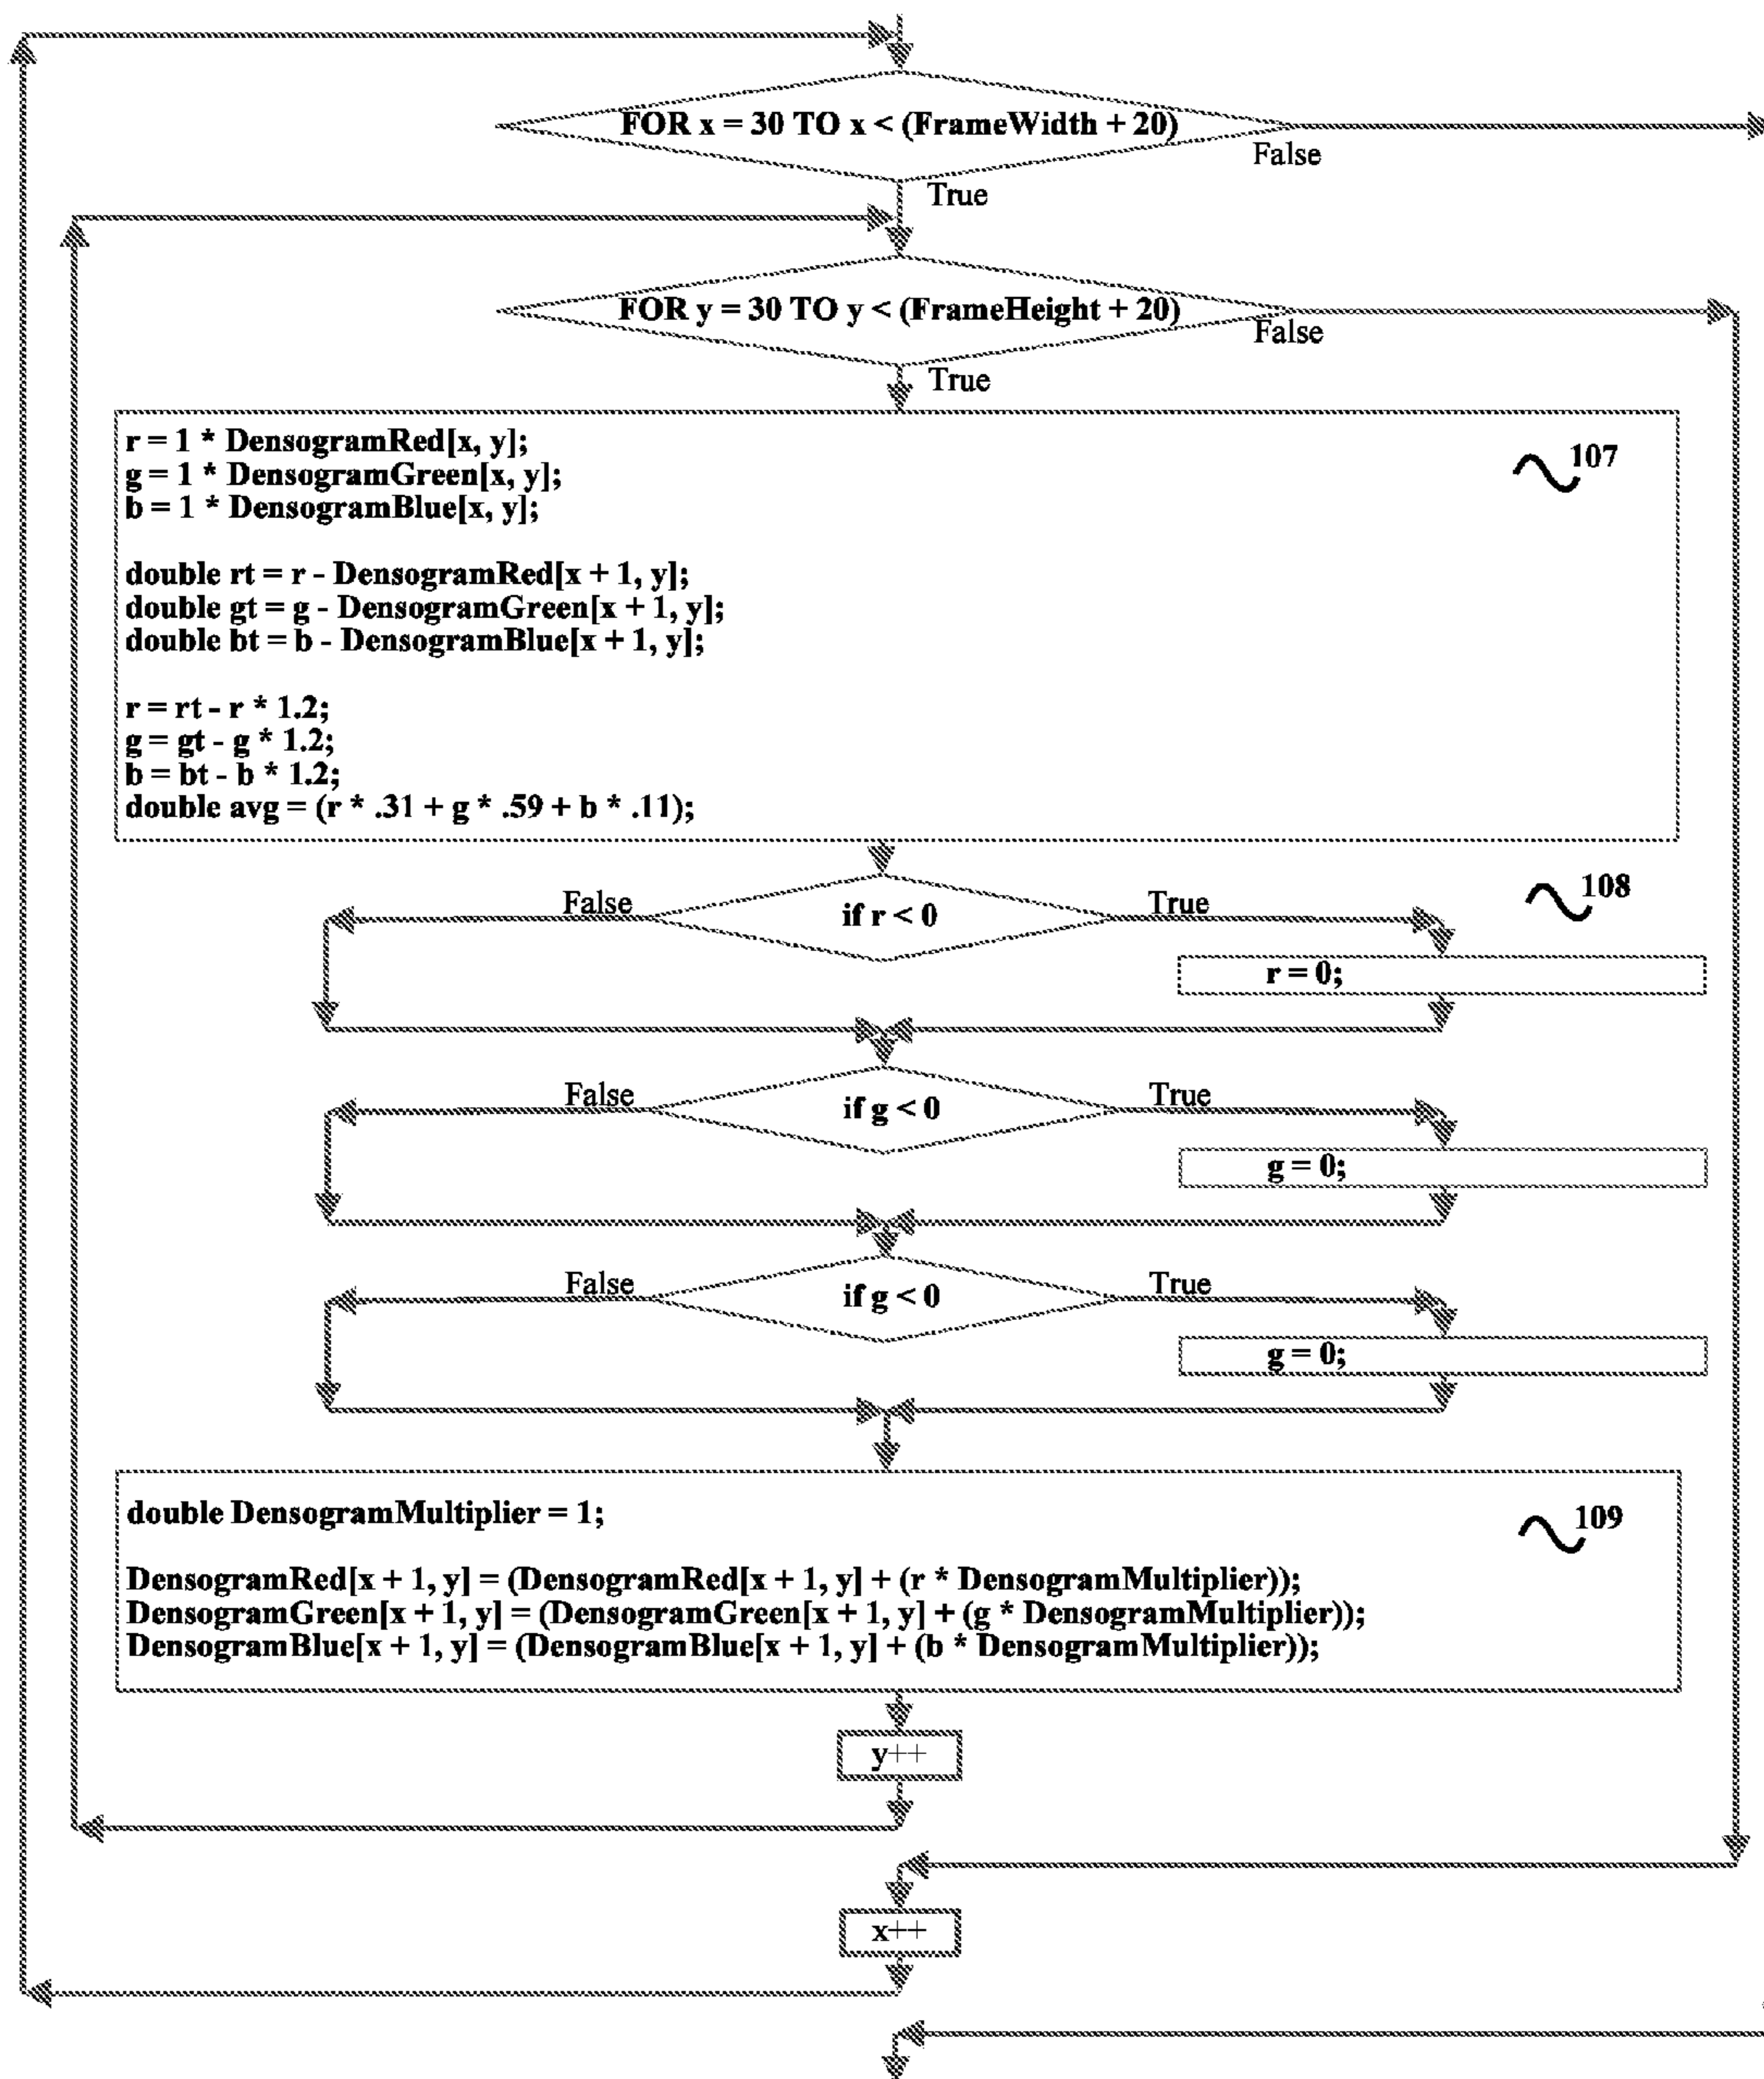 FOR x = 30 TO x < (FrameWidth + 20)
False
True
FOR y = 30 TO y < (FrameHeight + 20)
False
True
r = 1 * DensogramRed[x, y];
107
g = 1 * DensogramGreen[x, y];
b = 1 * DensogramBlue[x, y];
double rt = r - DensogramRed[x + 1, y];
double gt = g - DensogramGreen[x + 1, y];
double bt = b - DensogramBlue[x + 1, y];
r = rt - r * 1.2;
g = gt - g * 1.2;
b = bt - b * 1.2;
double avg = (r * .31 + g * .59 + b * .11);
108
False
if r < 0
True
r = 0;
False
if g < 0
True
g = 0;
False
if g < 0
True
g = 0;
double DensogramMultiplier = 1;
109
DensogramRed[x + 1, y] = (DensogramRed[x + 1, y] + (r * DensogramMultiplier));
DensogramGreen[x + 1, y] = (DensogramGreen[x + 1, y] + (g * DensogramMultiplier));
DensogramBlue[x + 1, y] = (DensogramBlue[x + 1, y] + (b * DensogramMultiplier));
y++
x++